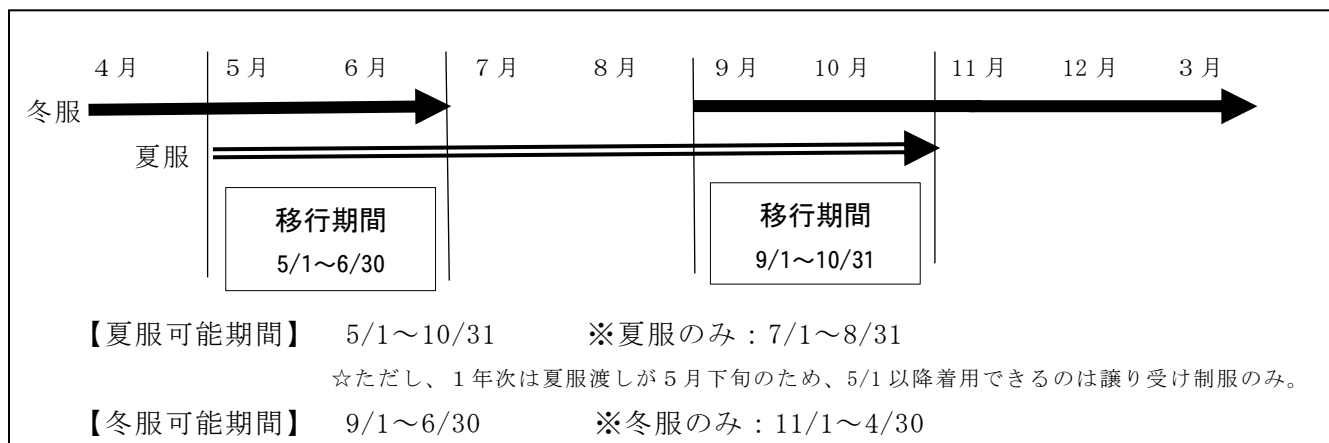 4月 5月 6月 7月 8月 9月 10月 11月 12月 3月
冬服
夏服
移行期間 移行期間
5/1~6/30 9/1~10/31
【夏服可能期間】 5/1~10/31 ※夏服のみ:7/1~8/31
☆ただし、1年次は夏服渡しが5月下旬のため、5/1以降着用できるのは譲り受け制服のみ。
【冬服可能期間】 9/1~6/30 ※冬服のみ:11/1~4/30